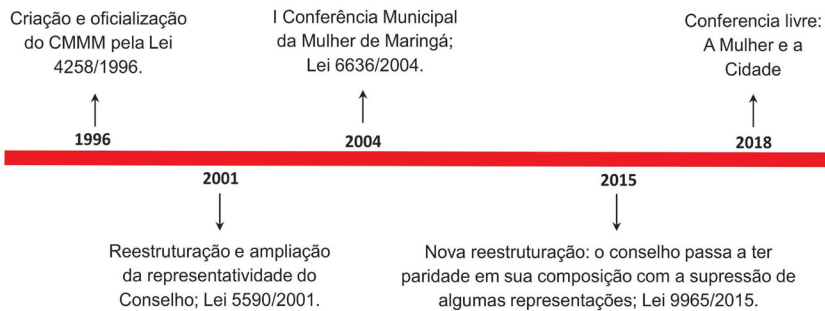 Criação e oficialização
do CMMM pela Lei
4258/1996.
I Conferência Municipal
da Mulher de Maringá;
Lei 6636/2004.
Conferencia livre:
A Mulher e a
Cidade
1996
2004
2018
2001
2015
Reestruturação e ampliação
da representatividade do
Conselho; Lei 5590/2001.
Nova reestruturação: o conselho passa a ter
paridade em sua composição com a supressão de
algumas representações; Lei 9965/2015.